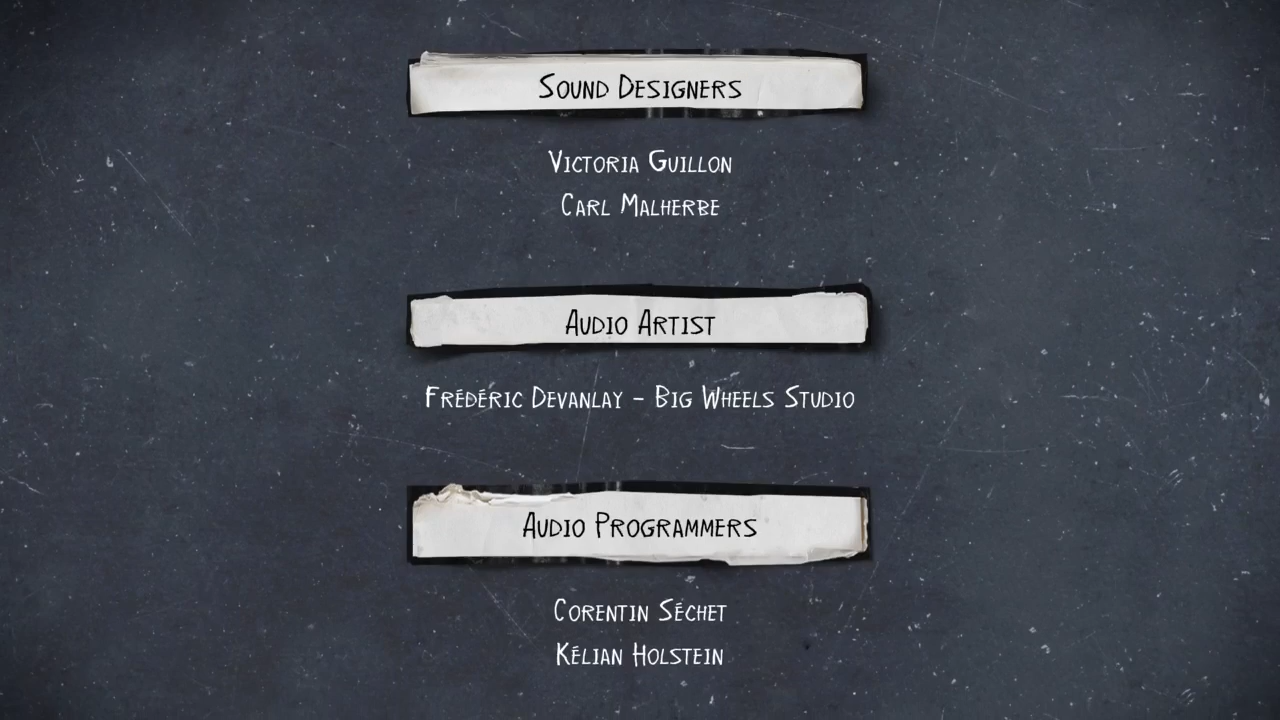 Sound Designers
Victoria Guillon
Carl Malherbe
Audio Artist
Frédéric Devanlay – Big Wheels Studio
Audio Programmers
Corentin Séchet
Kélian Holstein